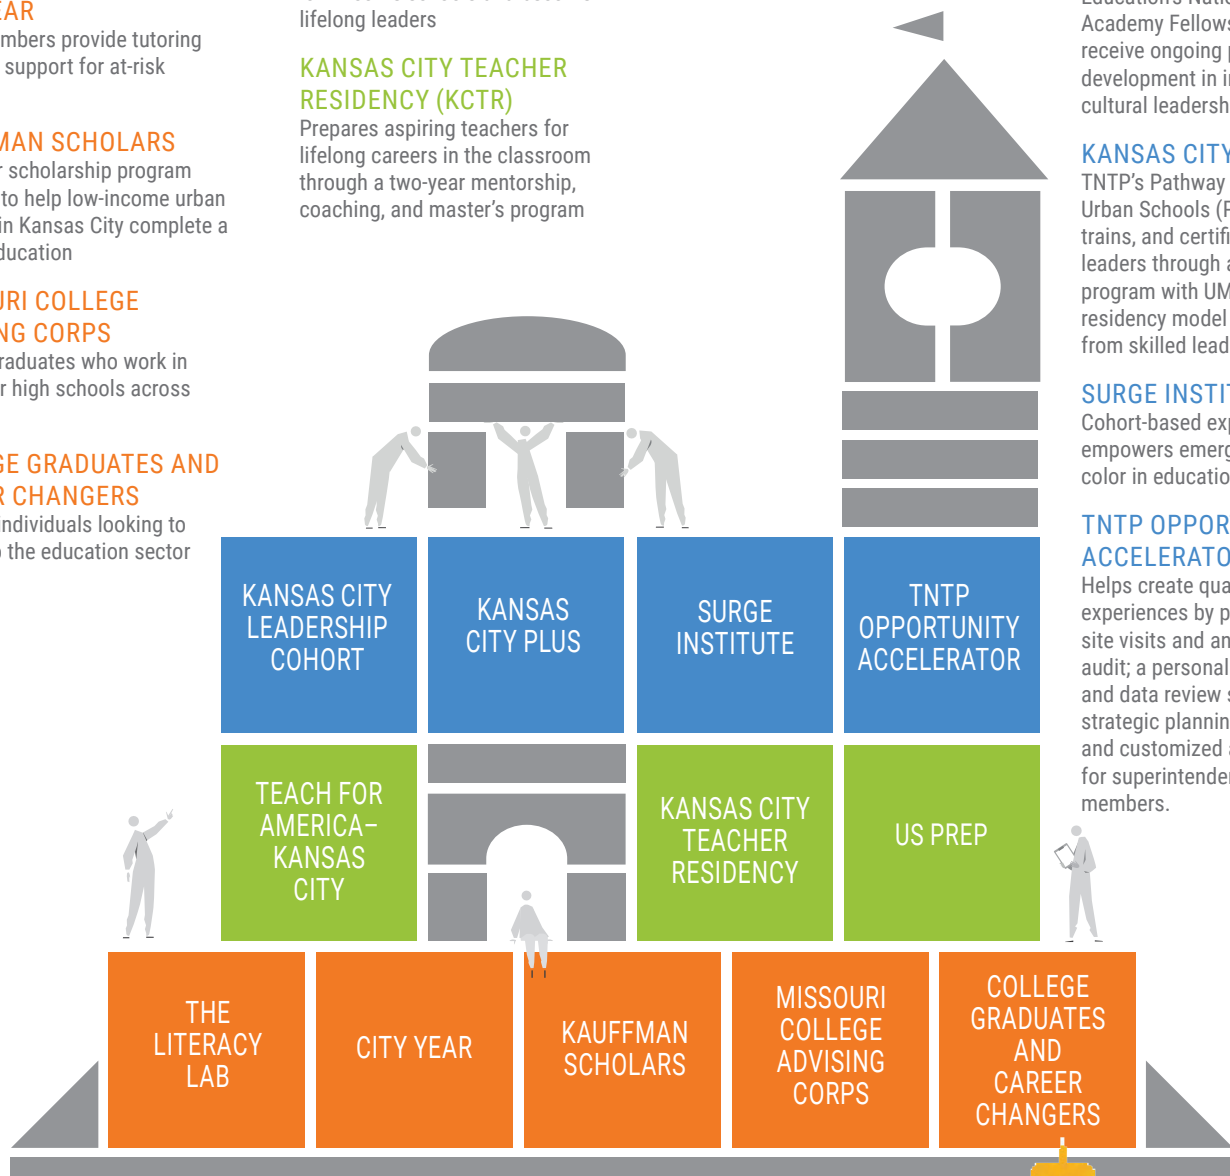 EAR
mbers provide tutoring
support for at-risk
MAN SCHOLARS
r scholarship program
to help low-income urban
in Kansas City complete a
ducation
URI COLLEGE
NG CORPS
raduates who work in
r high schools across
GE GRADUATES AND
R CHANGERS
individuals looking to
o the education sector
lifelong leaders
KANSAS CITY TEACHER
RESIDENCY (KCTR)
Prepares aspiring teachers for
lifelong careers in the classroom
through a two-year mentorship,
coaching, and master's program
Academy Fellows
receive ongoing p
development in i
cultural leadersh
KANSAS CITY
TNTP's Pathway
Urban Schools (P
trains, and certifi
leaders through a
program with UM
residency model
from skilled lead
SURGE INSTIT
Cohort-based exp
empowers emerg
color in educatio
TNTP OPPOR
ACCELERATO
Helps create qua
experiences by p
site visits and an
audit; a personal
and data review s
strategic plannin
and customized a
for superintende
members.
KANSAS CITY
LEADERSHIP
COHORT
KANSAS
CITY PLUS
SURGE
INSTITUTE
TNTP
OPPORTUNITY
ACCELERATOR
TEACH FOR
AMERICA–
KANSAS
CITY
KANSAS CITY
TEACHER
RESIDENCY
US PREP
THE
LITERACY
LAB
CITY YEAR
KAUFFMAN
SCHOLARS
MISSOURI
COLLEGE
ADVISING
CORPS
COLLEGE
GRADUATES
AND
CAREER
CHANGERS